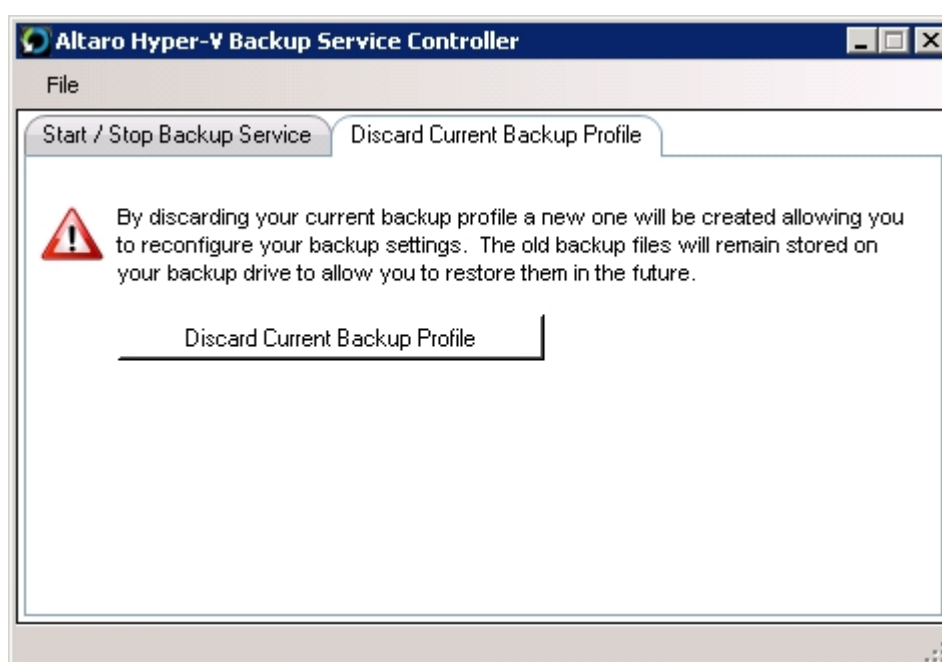 Altaro Hyper-V Backup Service Controller
File
Start / Stop Backup Service
Discard Current Backup Profile
By discarding your current backup profile a new one will be created allowing you
to reconfigure your backup settings.  The old backup files will remain stored on
your backup drive to allow you to restore them in the future.
Discard Current Backup Profile